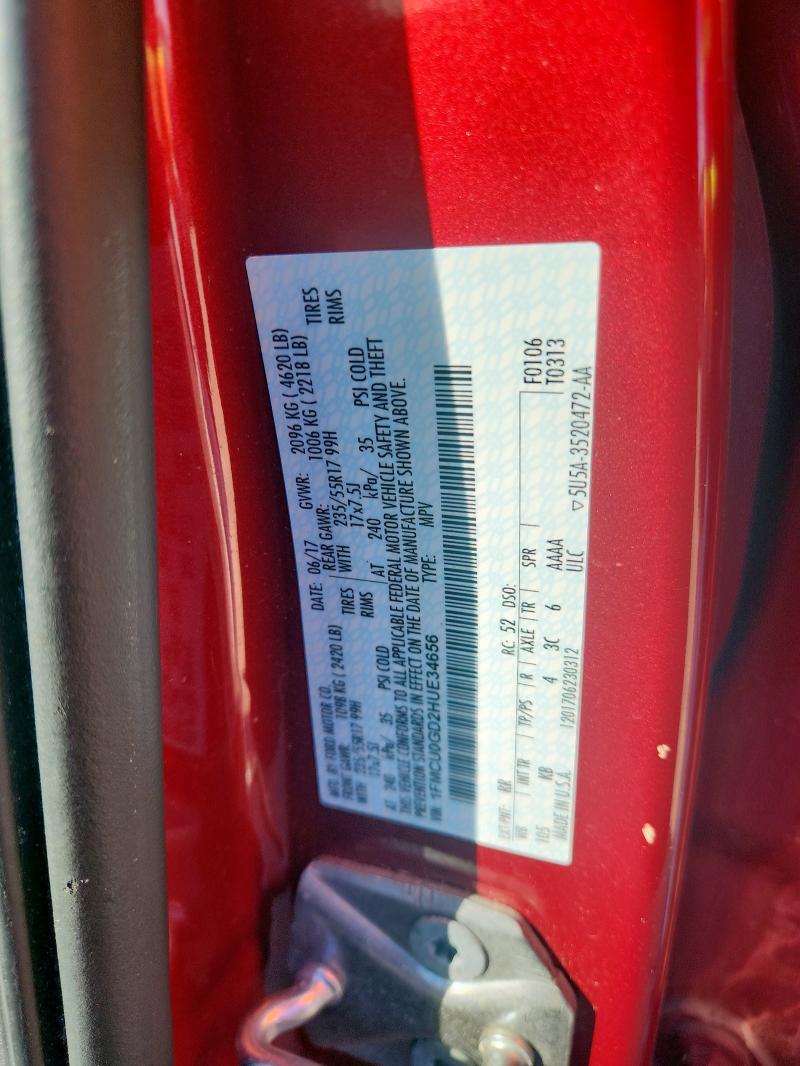 MFD. BY FORD MOTOR CO. DATE: 06/17 GVWR: 2096 KG ( 4620 LB)
FRONT GAWR: 1098 KG ( 2420 LB) REAR GAWR: 1006 KG ( 2218 LB)
WITH 235/55R17 99H TIRES WITH 235/55R17 99H TIRES
17x7.5J RIMS 17x7.5J RIMS
AT 240 kPa/ 35 PSI COLD AT 240 kPa/ 35 PSI COLD
THIS VEHICLE CONFORMS TO ALL APPLICABLE FEDERAL MOTOR VEHICLE SAFETY AND THEFT
PREVENTION STANDARDS IN EFFECT ON THE DATE OF MANUFACTURE SHOWN ABOVE.
VIN: 1FMCU0GD2HUE34656 TYPE: MPV
EXT PNT: RR RC: 52 DSO: F0106
WB INT TR TP/PS R AXLE TR SPR T0313
105 KB 4 3C 6 AAAA
MADE IN U.S.A. 1201706230312 ULC ▽5U5A-3520472-AA